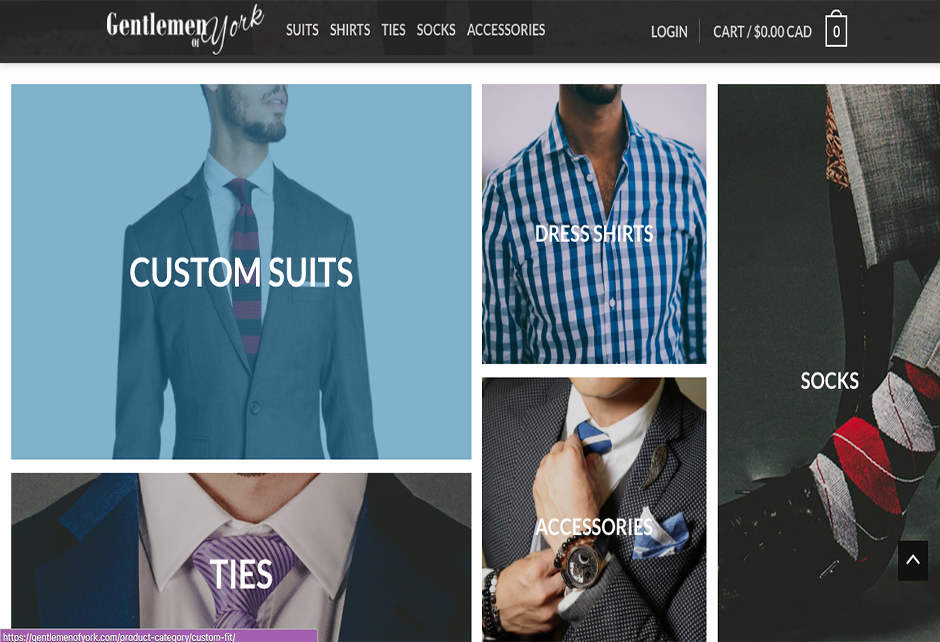 Gentlemen of York
SUITS SHIRTS TIES SOCKS ACCESSORIES
LOGIN CART / $0.00 CAD 0
CUSTOM SUITS
DRESS SHIRTS
SOCKS
ACCESSORIES
TIES
https://gentlemenofyork.com/product-category/custom-fit/